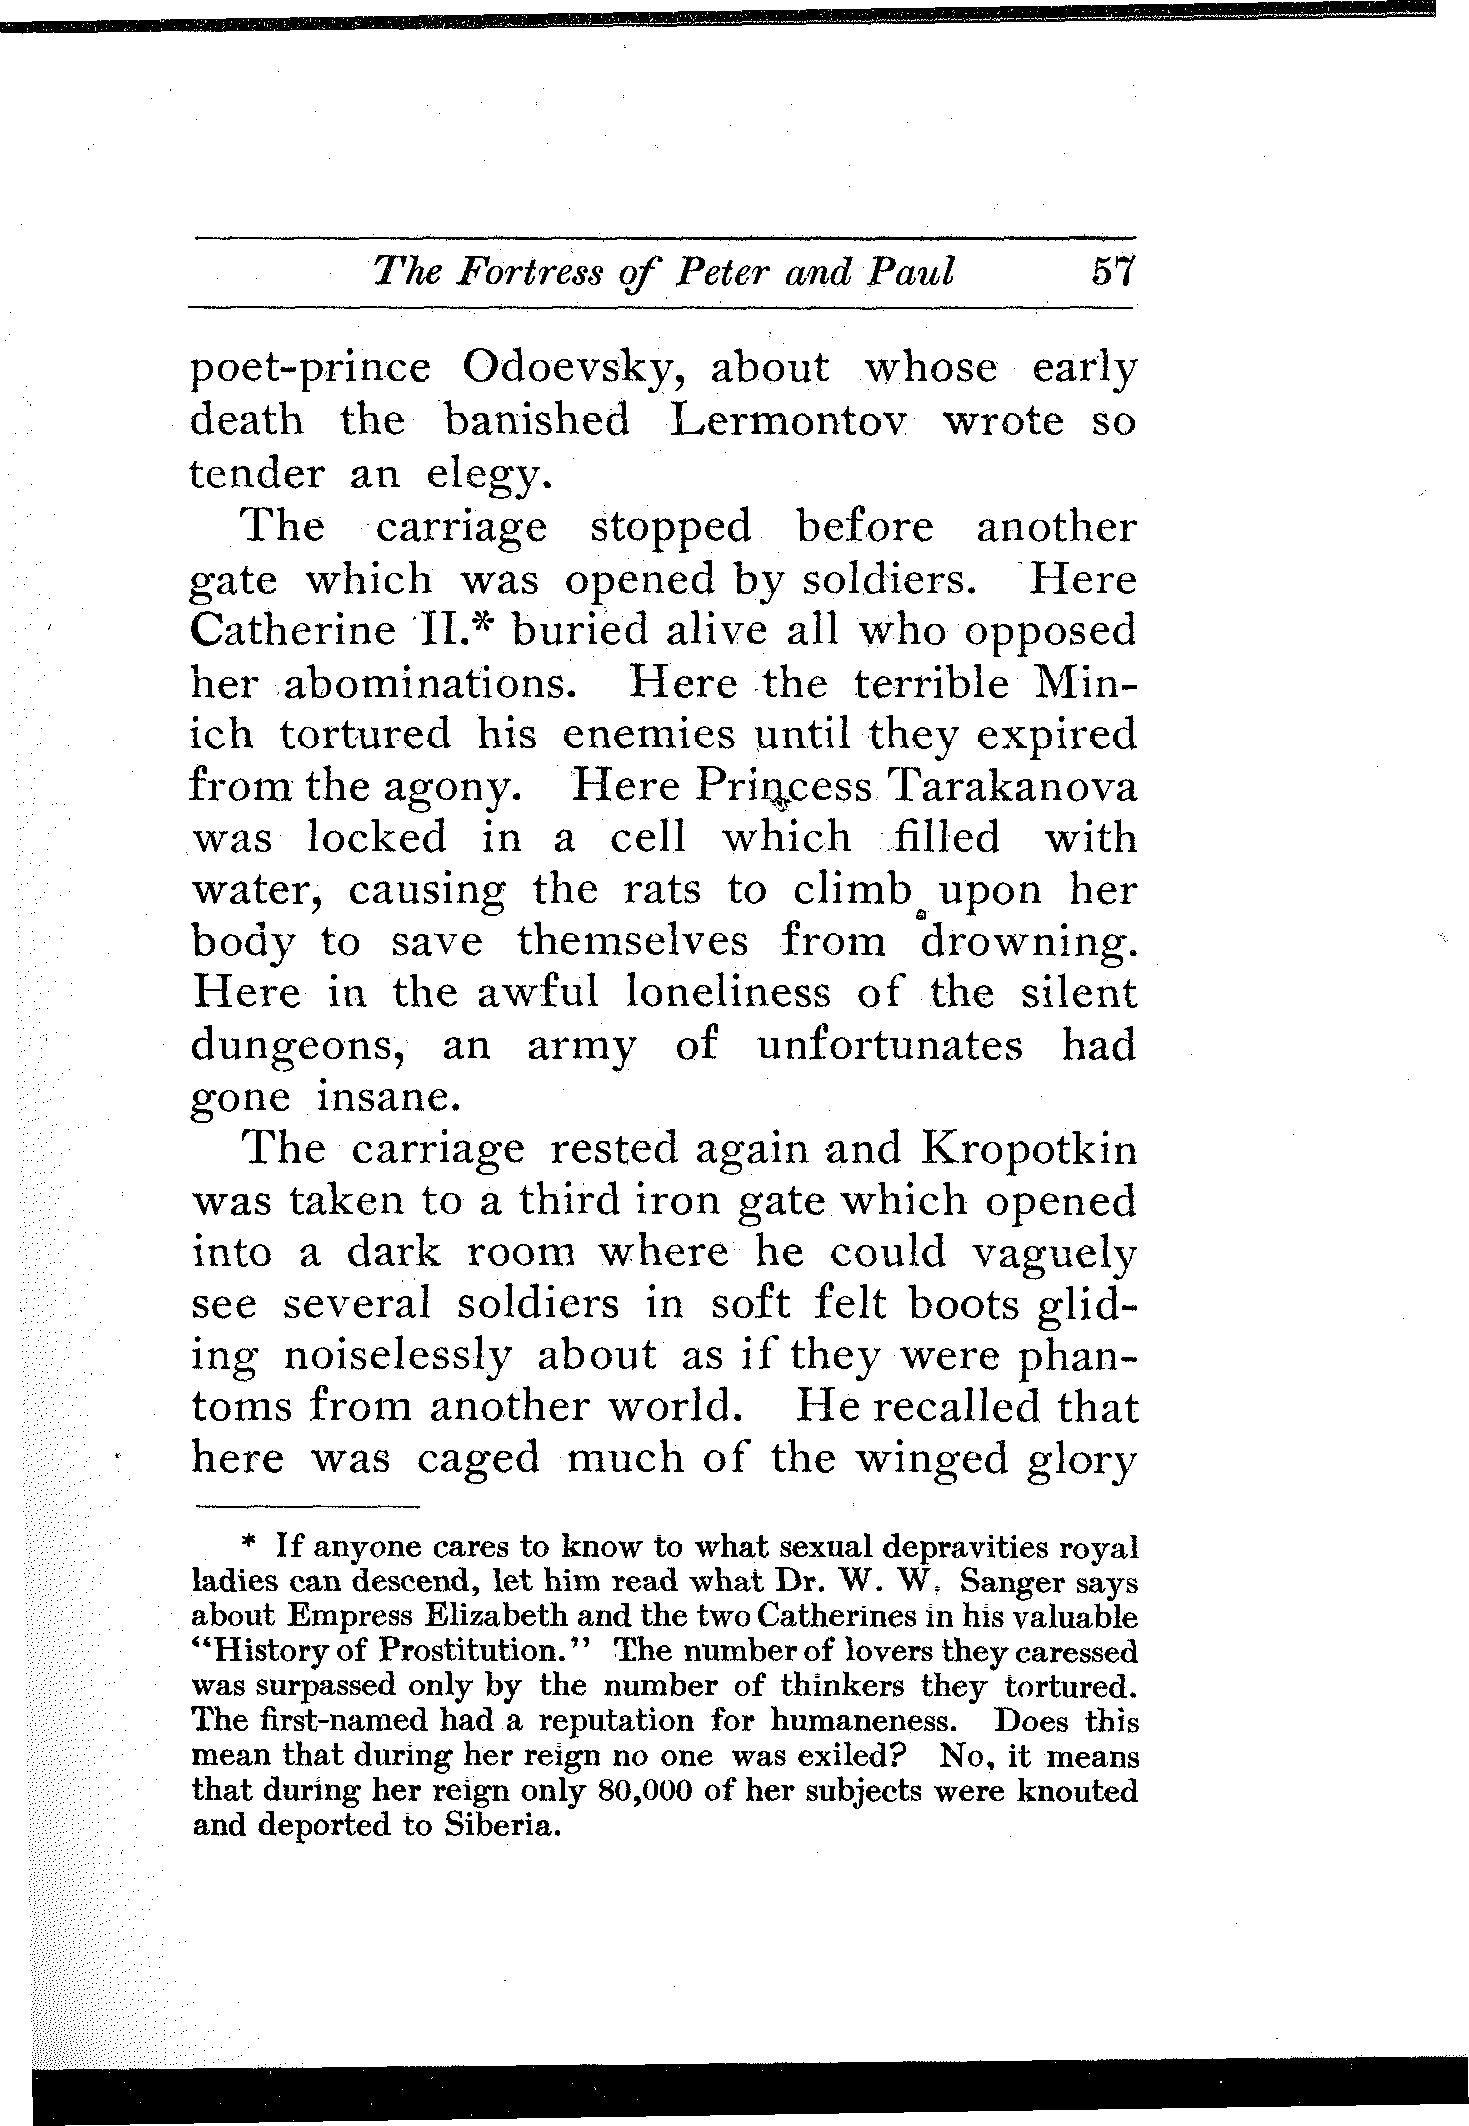 The Fortress of Peter and Paul 57
poet-prince Odoevsky, about whose early
death the banished Lermontov wrote so
tender an elegy.
The carriage stopped before another
gate which was opened by soldiers. Here
Catherine II.* buried alive all who opposed
her abominations. Here the terrible Min-
ich tortured his enemies until they expired
from the agony. Here Princess Tarakanova
was locked in a cell which filled with
water, causing the rats to climb upon her
body to save themselves from drowning.
Here in the awful loneliness of the silent
dungeons, an army of unfortunates had
gone insane.
The carriage rested again and Kropotkin
was taken to a third iron gate which opened
into a dark room where he could vaguely
see several soldiers in soft felt boots glid-
ing noiselessly about as if they were phan-
toms from another world. He recalled that
here was caged much of the winged glory
* If anyone cares to know to what sexual depravities royal
ladies can descend, let him read what Dr. W. W. Sanger says
about Empress Elizabeth and the two Catherines in his valuable
"History of Prostitution." The number of lovers they caressed
was surpassed only by the number of thinkers they tortured.
The first-named had a reputation for humaneness. Does this
mean that during her reign no one was exiled? No, it means
that during her reign only 80,000 of her subjects were knouted
and deported to Siberia.